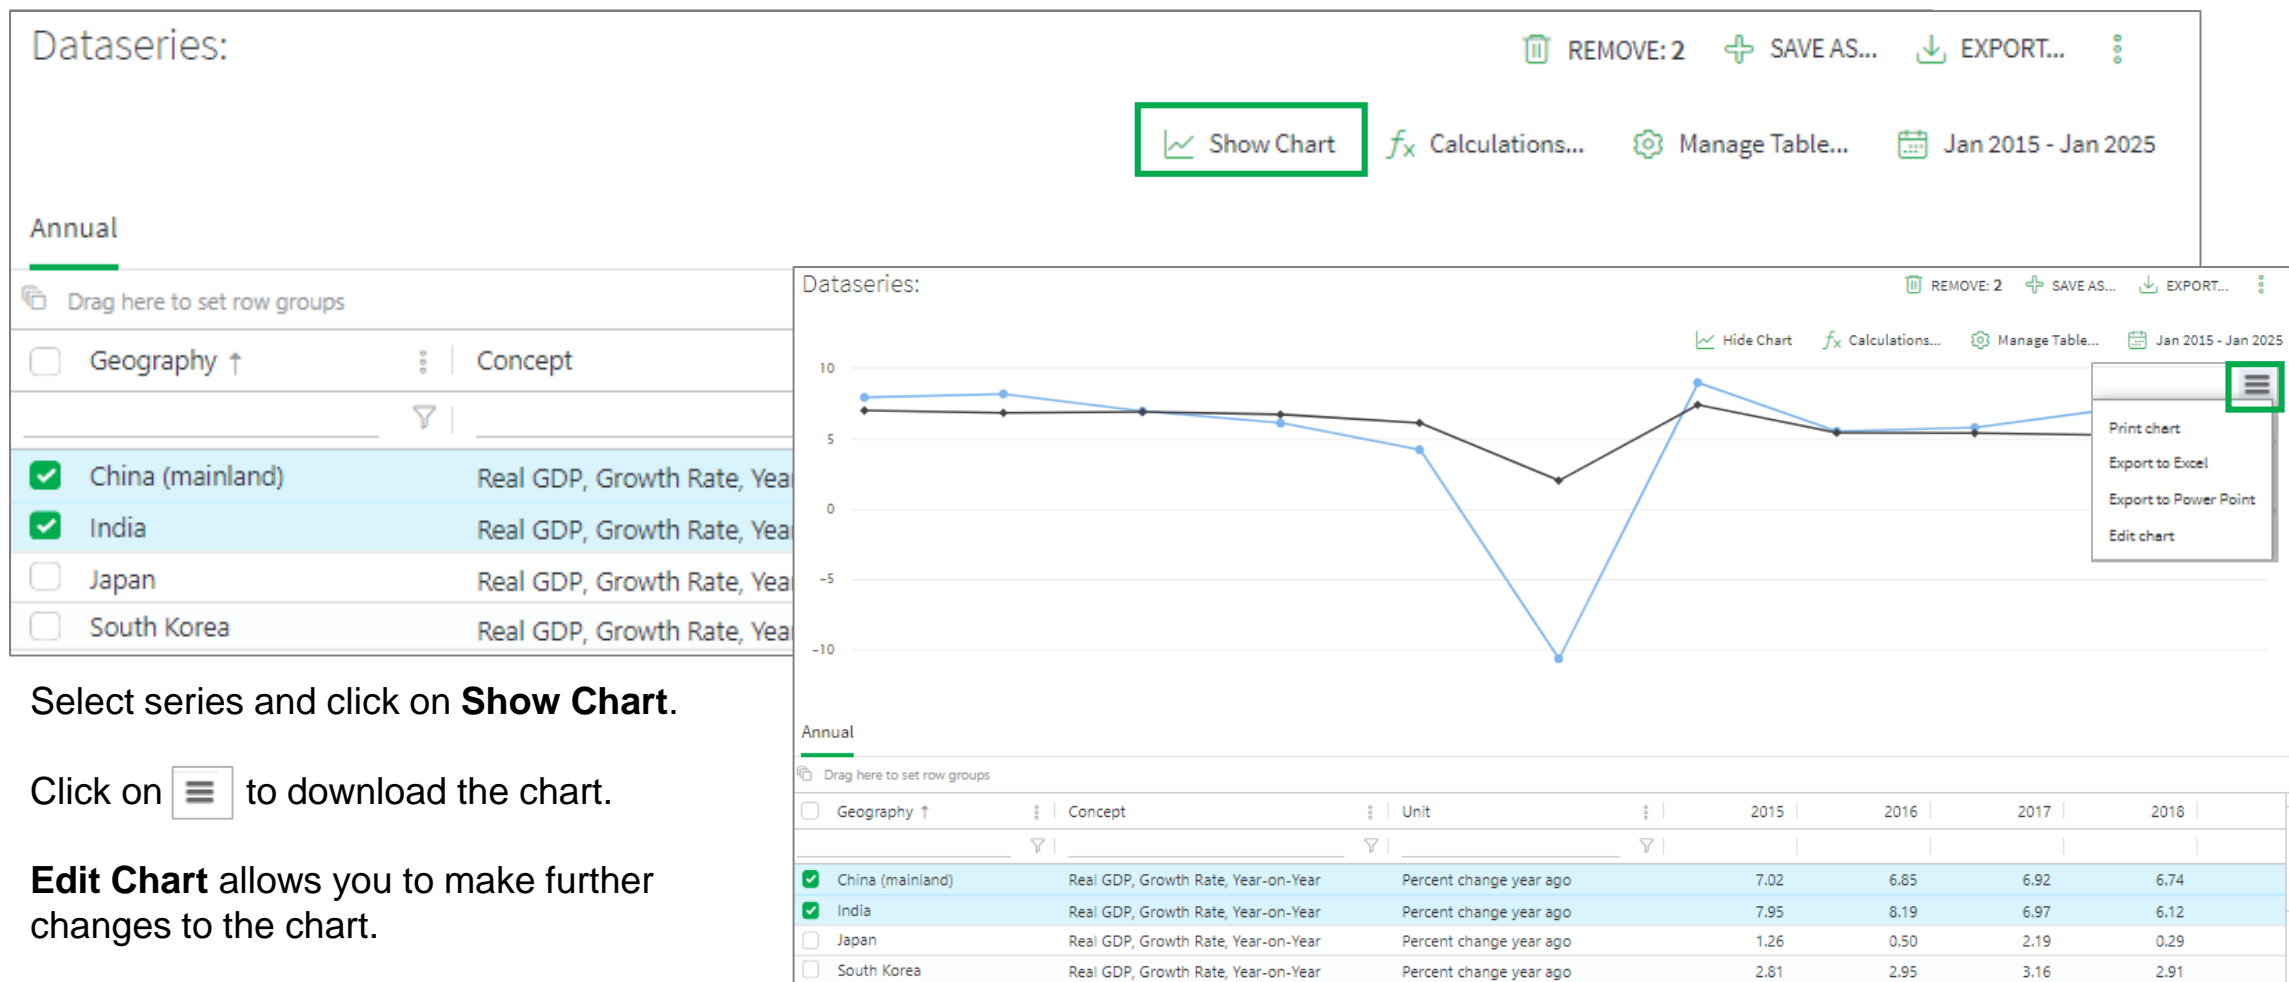 Dataseries:
REMOVE: 2 SAVE AS... EXPORT...
Show Chart fx Calculations... Manage Table... Jan 2015 - Jan 2025
Annual
Drag here to set row groups
Geography ↑ Concept
China (mainland) Real GDP, Growth Rate, Yea
India Real GDP, Growth Rate, Yea
Japan Real GDP, Growth Rate, Yea
South Korea Real GDP, Growth Rate, Yea
Select series and click on Show Chart.
Click on to download the chart.
Edit Chart allows you to make further
changes to the chart.
Dataseries:
REMOVE: 2 SAVE AS... EXPORT...
Hide Chart fx Calculations... Manage Table... Jan 2015 - Jan 2025
10
5
0
-5
-10
Print chart
Export to Excel
Export to Power Point
Edit chart
Annual
Drag here to set row groups
Geography ↑ Concept Unit 2015 2016 2017 2018
China (mainland) Real GDP, Growth Rate, Year-on-Year Percent change year ago 7.02 6.85 6.92 6.74
India Real GDP, Growth Rate, Year-on-Year Percent change year ago 7.95 8.19 6.97 6.12
Japan Real GDP, Growth Rate, Year-on-Year Percent change year ago 1.26 0.50 2.19 0.29
South Korea Real GDP, Growth Rate, Year-on-Year Percent change year ago 2.81 2.95 3.16 2.91